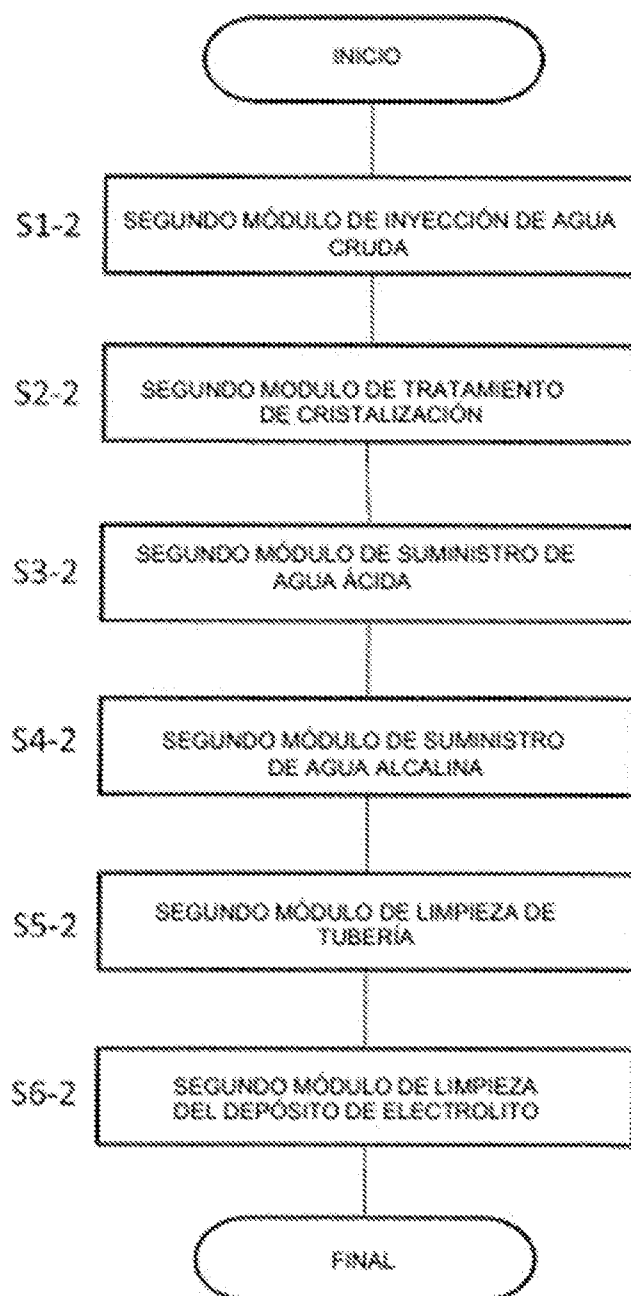 INICIO
S1-2
SEGUNDO MÓDULO DE INYECCIÓN DE AGUA
CRUDA
S2-2
SEGUNDO MODULO DE TRATAMIENTO
DE CRISTALIZACIÓN
S3-2
SEGUNDO MÓDULO DE SUMINISTRO DE
AGUA ÁCIDA
S4-2
SEGUNDO MÓDULO DE SUMINISTRO
DE AGUA ALCALINA
S5-2
SEGUNDO MÓDULO DE LIMPIEZA DE
TUBERÍA
S6-2
SEGUNDO MÓDULO DE LIMPIEZA
DEL DEPÓSITO DE ELECTROLITO
FINAL